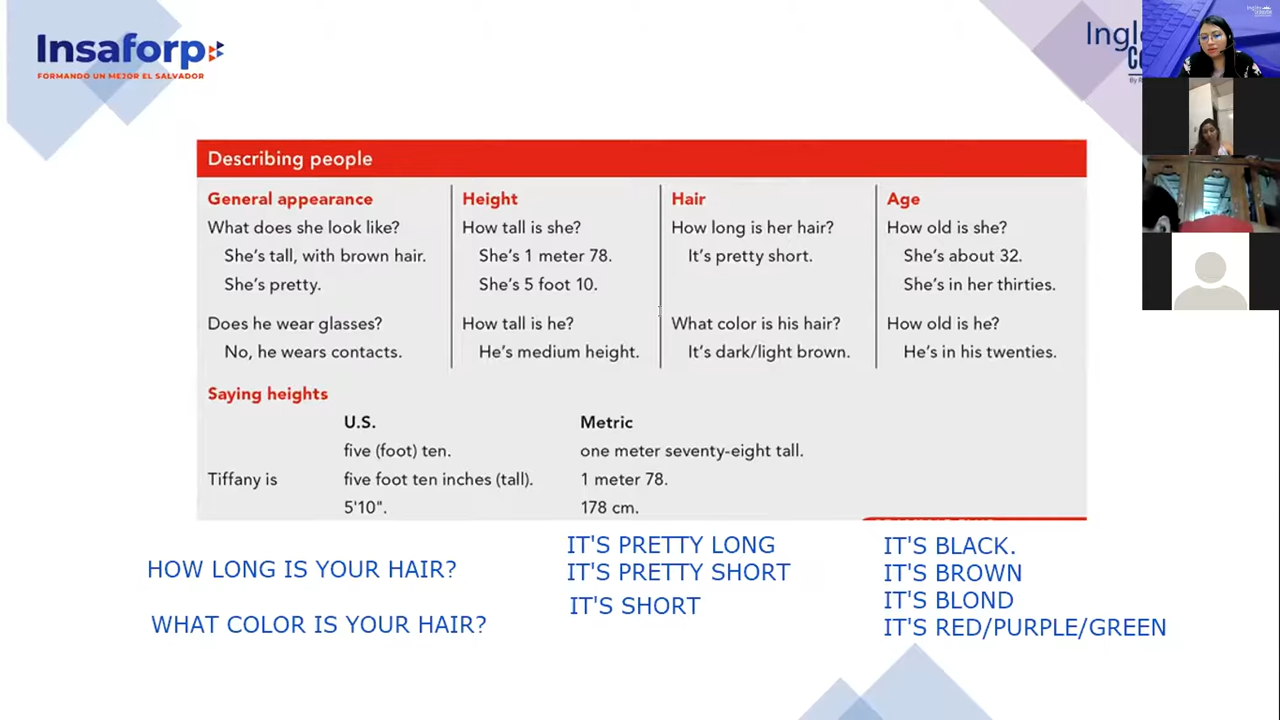 Insaforp
FORMANDO UN MEJOR EL SALVADOR
Describing people
General appearance
What does she look like?
She's tall, with brown hair.
She's pretty.
Does he wear glasses?
No, he wears contacts.
Height
How tall is she?
She's 1 meter 78.
She's 5 foot 10.
How tall is he?
He's medium height.
Hair
How long is her hair?
It's pretty short.
What color is his hair?
It's dark/light brown.
Age
How old is she?
She's about 32.
She's in her thirties.
How old is he?
He's in his twenties.
Saying heights
U.S.
Metric
five (foot) ten.
one meter seventy-eight tall.
Tiffany is
five foot ten inches (tall).
1 meter 78.
5'10".
178 cm.
HOW LONG IS YOUR HAIR?
WHAT COLOR IS YOUR HAIR?
IT'S PRETTY LONG
IT'S PRETTY SHORT
IT'S SHORT
IT'S BLACK.
IT'S BROWN
IT'S BLOND
IT'S RED/PURPLE/GREEN